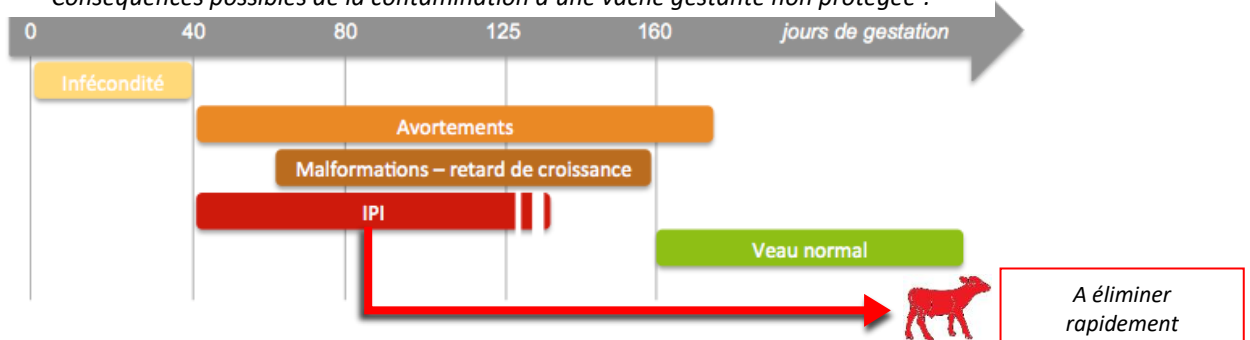 Conséquences possibles de la contamination d'une vache gestante non protégée :
0 40 80 125 160 jours de gestation
Infécondité
Avortements
Malformations – retard de croissance
IPI
Veau normal
A éliminer
rapidement